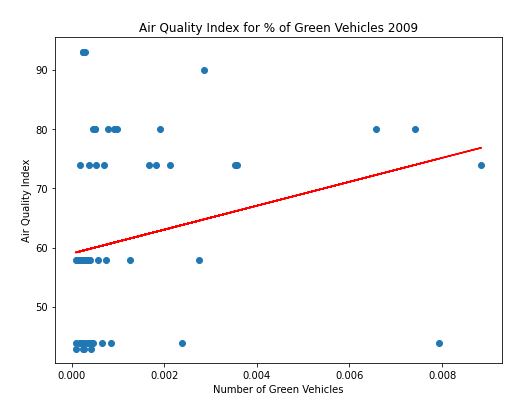 Air Quality Index for % of Green Vehicles 2009
Air Quality Index
90
80
70
60
50
0.000 0.002 0.004 0.006 0.008
Number of Green Vehicles